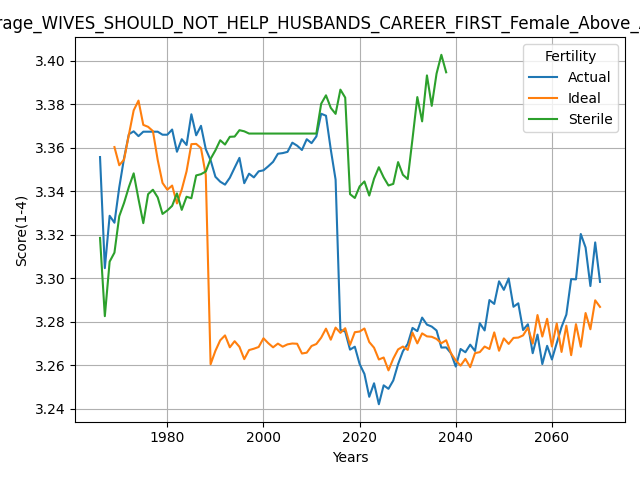 rage_WIVES_SHOULD_NOT_HELP_HUSBANDS_CAREER_FIRST_Female_Above_
Fertility
Actual
Ideal
Sterile
Score(1-4)
3.40
3.38
3.36
3.34
3.32
3.30
3.28
3.26
3.24
1980
2000
2020
2040
2060
Years